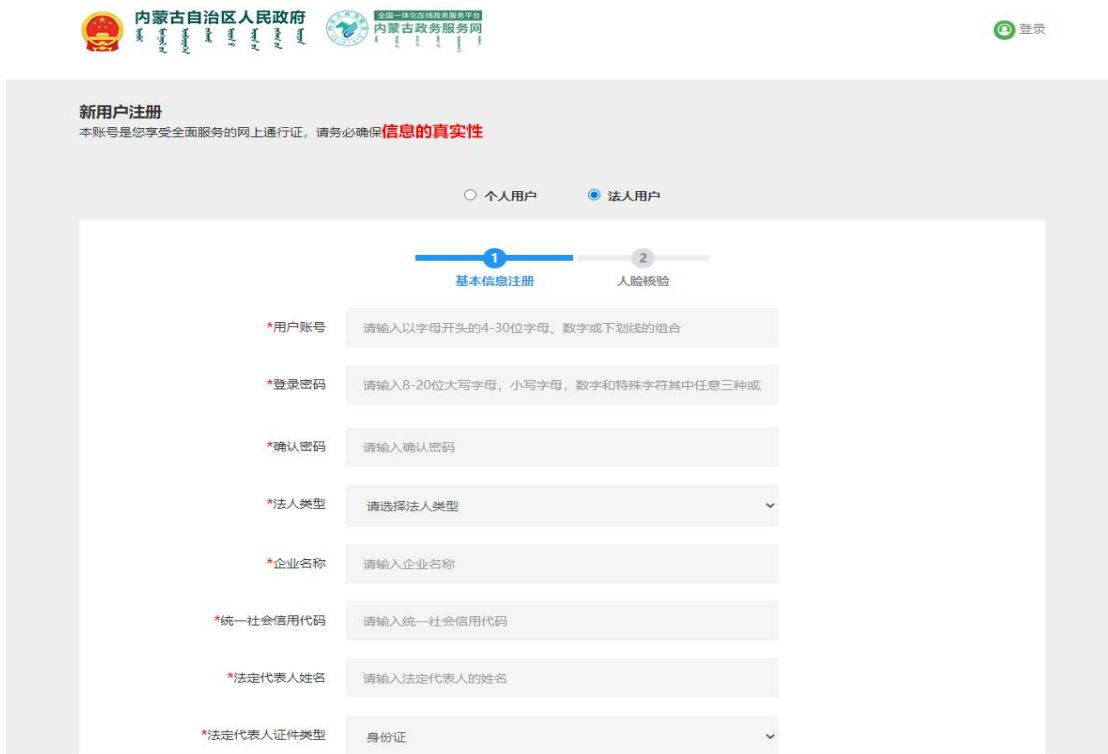 内蒙古自治区人民政府
全国一体化在线政务服务平台
内蒙古政务服务网
登录
新用户注册
本账号是您享受全面服务的网上通行证，请务必确保信息的真实性
个人用户
法人用户
1
2
基本信息注册
人脸核验
*用户账号
请输入以字母开头的4-30位字母、数字或下划线的组合
*登录密码
请输入8-20位大写字母，小写字母，数字和特殊字符其中任意三种或
*确认密码
请输入确认密码
*法人类型
请选择法人类型
*企业名称
请输入企业名称
*统一社会信用代码
请输入统一社会信用代码
*法定代表人姓名
请输入法定代表人的姓名
*法定代表人证件类型
身份证